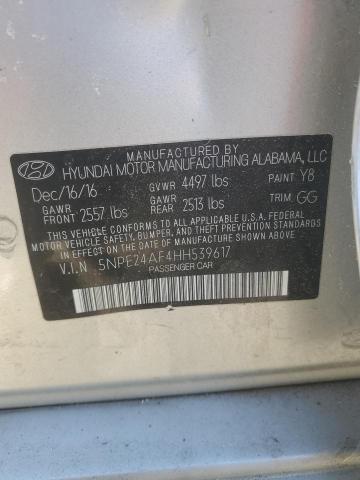 MANUFACTURED BY
HYUNDAI MOTOR MANUFACTURING ALABAMA, LLC
Dec/16/16 GVWR 4497 lbs PAINT Y8
GAWR FRONT 2557 lbs GAWR REAR 2513 lbs TRIM GG
THIS VEHICLE CONFORMS TO ALL APPLICABLE U.S.A. FEDERAL
MOTOR VEHICLE SAFETY, BUMPER, AND THEFT PREVENTION
STANDARDS IN EFFECT ON THE DATE OF MANUFACTURE SHOWN ABOVE.
V.I.N 5NPE24AF4HH539617
PASSENGER CAR